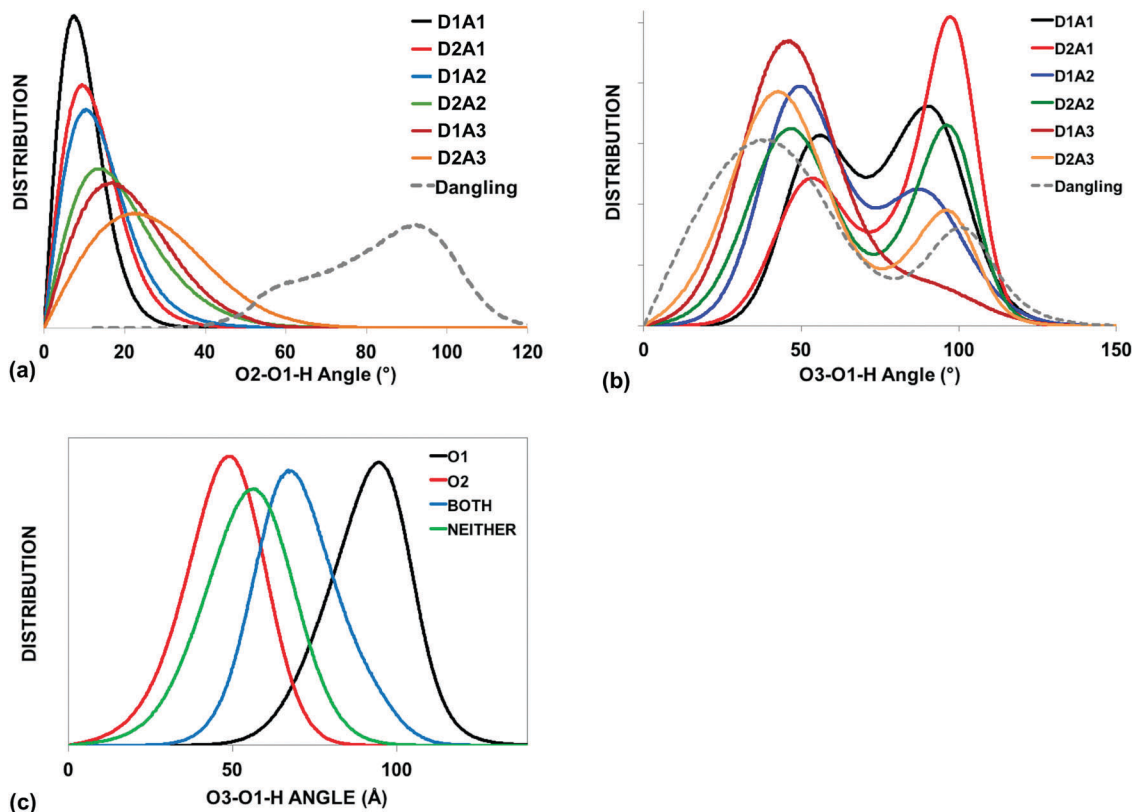 DISTRIBUTION
D1A1
D2A1
D1A2
D2A2
D1A3
D2A3
Dangling
0 20 40 60 80 100 120
(a) O2-O1-H Angle (°)
DISTRIBUTION
D1A1
D2A1
D1A2
D2A2
D1A3
D2A3
Dangling
0 50 100 150
(b) O3-O1-H Angle (°)
DISTRIBUTION
O1
O2
BOTH
NEITHER
0 50 100
(c) O3-O1-H ANGLE (Å)